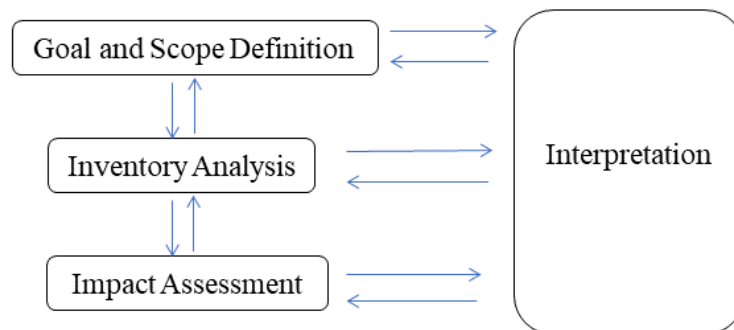 Goal and Scope Definition
Inventory Analysis
Interpretation
Impact Assessment